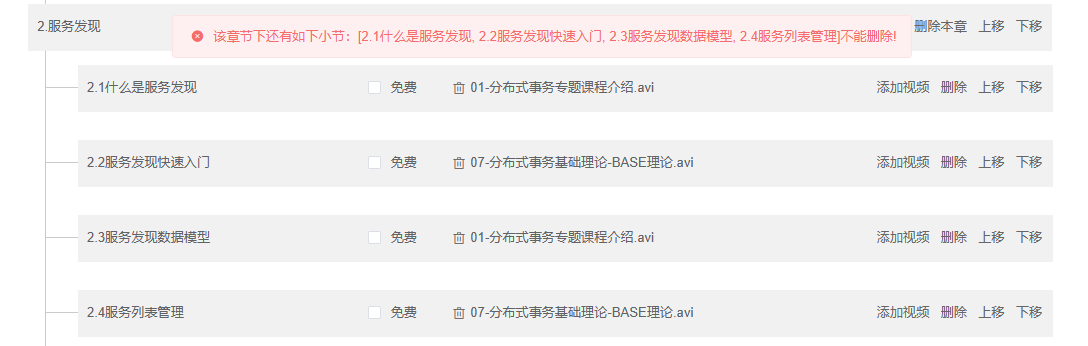 2.服务发现 删除本章 上移 下移
该章节下还有如下小节：[2.1什么是服务发现, 2.2服务发现快速入门, 2.3服务发现数据模型, 2.4服务列表管理]不能删除!
2.1什么是服务发现 免费 01-分布式事务专题课程介绍.avi 添加视频 删除 上移 下移
2.2服务发现快速入门 免费 07-分布式事务基础理论-BASE理论.avi 添加视频 删除 上移 下移
2.3服务发现数据模型 免费 01-分布式事务专题课程介绍.avi 添加视频 删除 上移 下移
2.4服务列表管理 免费 07-分布式事务基础理论-BASE理论.avi 添加视频 删除 上移 下移